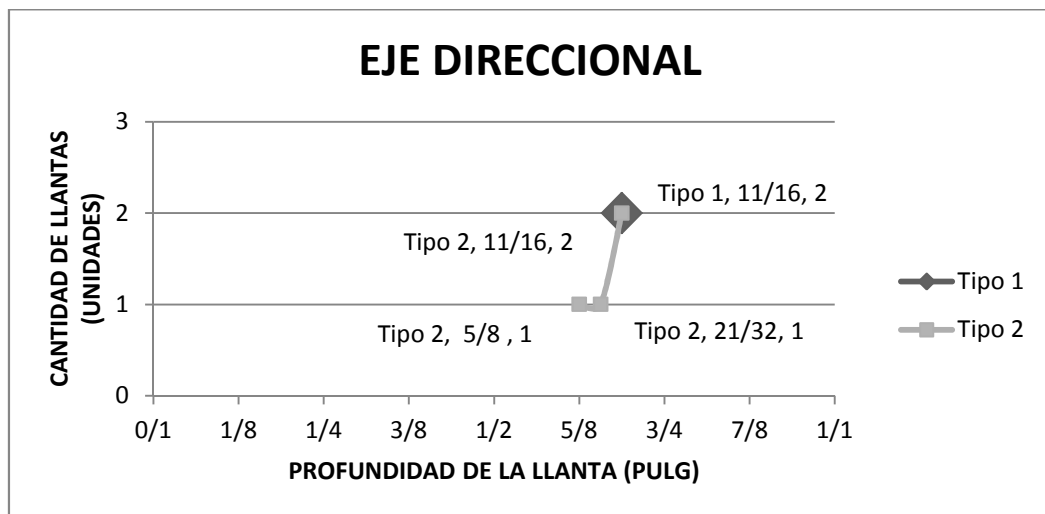 EJE DIRECCIONAL
CANTIDAD DE LLANTAS
(UNIDADES)
3
2
1
0
Tipo 1, 11/16, 2
Tipo 2, 11/16, 2
Tipo 2, 5/8 , 1
Tipo 2, 21/32, 1
Tipo 1
Tipo 2
0/1 1/8 1/4 3/8 1/2 5/8 3/4 7/8 1/1
PROFUNDIDAD DE LA LLANTA (PULG)